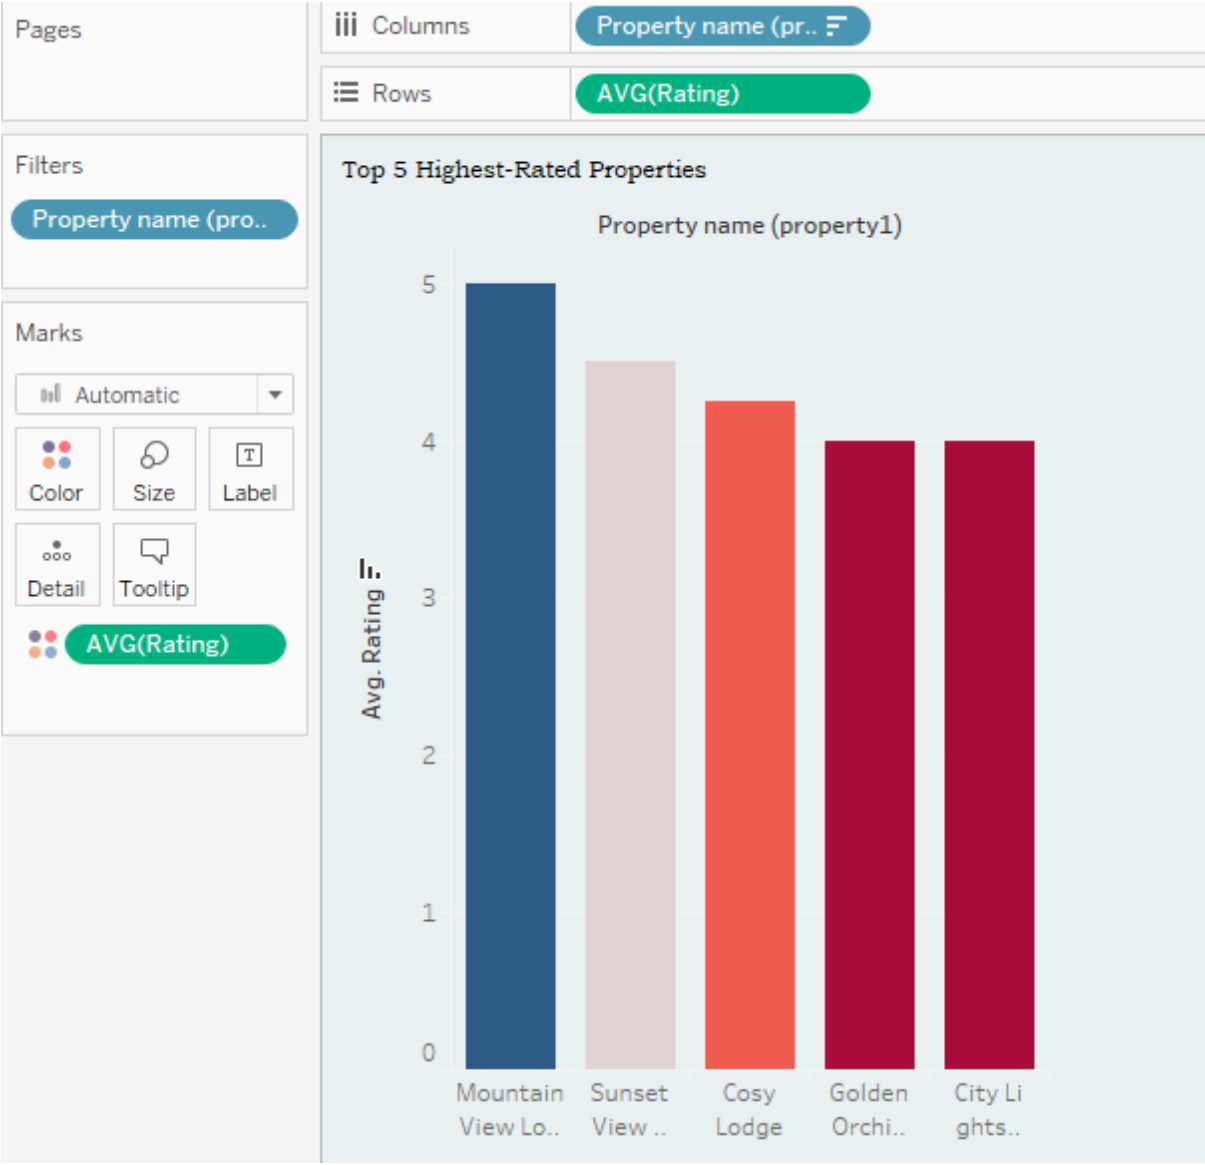 Pages
Columns
Property name (pr..
Rows
AVG(Rating)
Filters
Property name (pro..
Marks
Automatic
Color
Size
T
Label
Detail
Tooltip
AVG(Rating)
Top 5 Highest-Rated Properties
Property name (property1)
5
4
3
2
1
0
Avg. Rating
Mountain
View Lo..
Sunset
View ..
Cosy
Lodge
Golden
Orchi..
City Li
ghts..